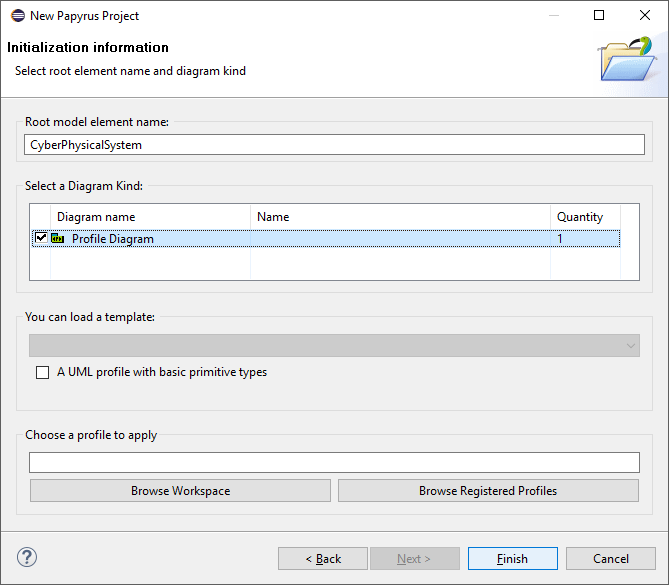 New Papyrus Project
Initialization information
Select root element name and diagram kind
Root model element name:
CyberPhysicalSystem
Select a Diagram Kind:
Diagram name Name Quantity
Profile Diagram 1
You can load a template:
A UML profile with basic primitive types
Choose a profile to apply
Browse Workspace Browse Registered Profiles
? < Back Next > Finish Cancel